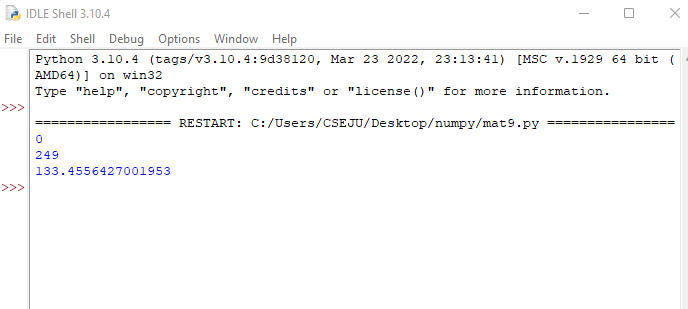 IDLE Shell 3.10.4
File Edit Shell Debug Options Window Help
Python 3.10.4 (tags/v3.10.4:9d38120, Mar 23 2022, 23:13:41) [MSC v.1929 64 bit (
AMD64)] on win32
Type "help", "copyright", "credits" or "license()" for more information.
>>>
================= RESTART: C:/Users/CSEJU/Desktop/numpy/mat9.py ================
0
249
133.4556427001953
>>>